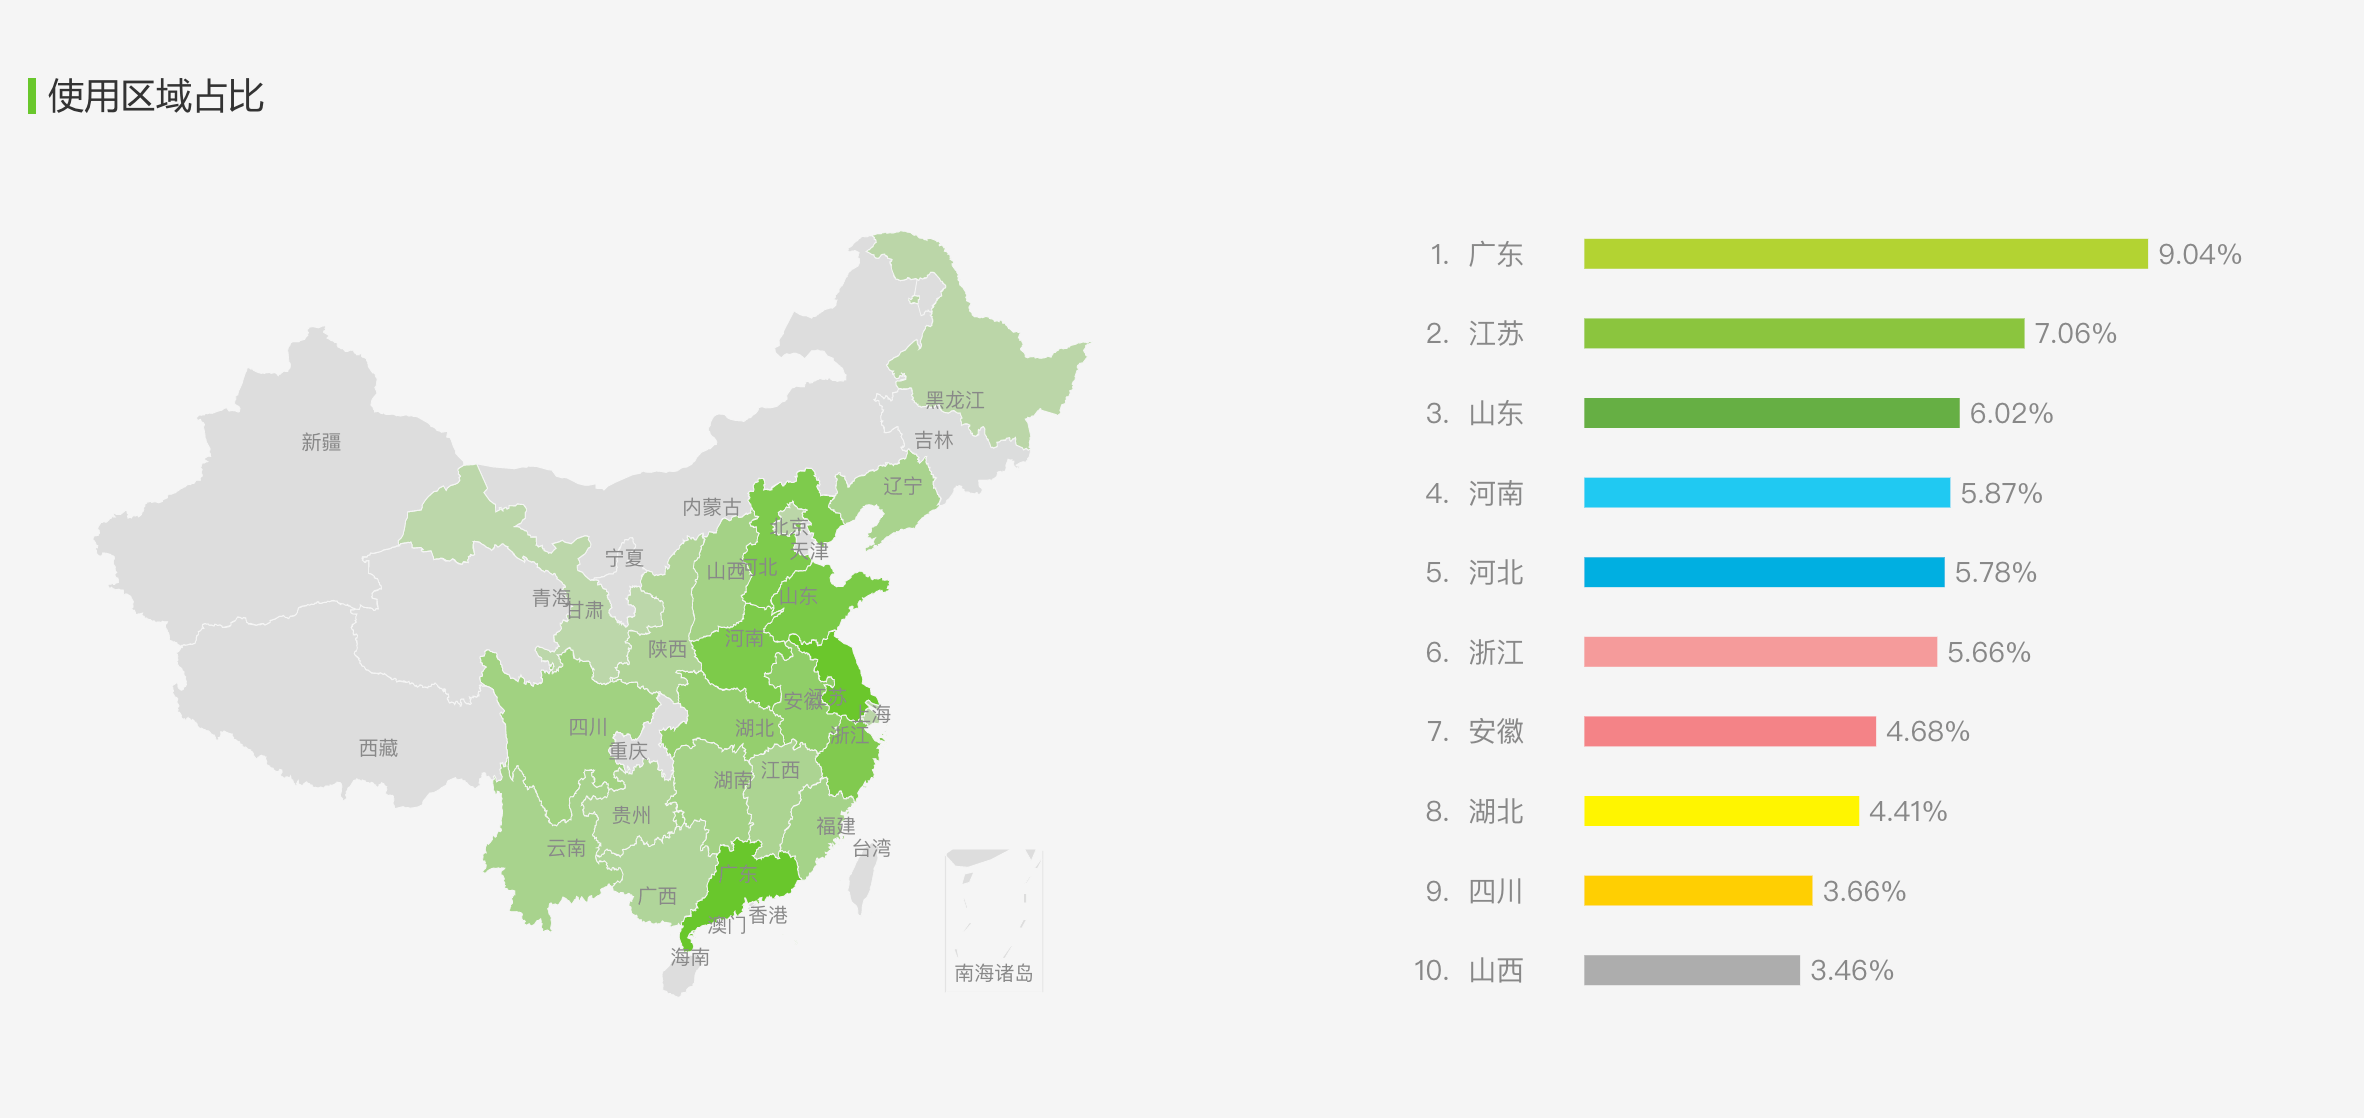 使用区域占比
黑龙江
吉林
新疆
辽宁
内蒙古
北京
天津
宁夏
山西
河北
青海
甘肃
山东
河南
陕西
安徽
江苏
上海
四川
湖北
浙江
西藏
重庆
湖南
江西
贵州
福建
云南
台湾
广东
广西
香港
澳门
海南
南海诸岛
1. 广东 9.04%
2. 江苏 7.06%
3. 山东 6.02%
4. 河南 5.87%
5. 河北 5.78%
6. 浙江 5.66%
7. 安徽 4.68%
8. 湖北 4.41%
9. 四川 3.66%
10. 山西 3.46%